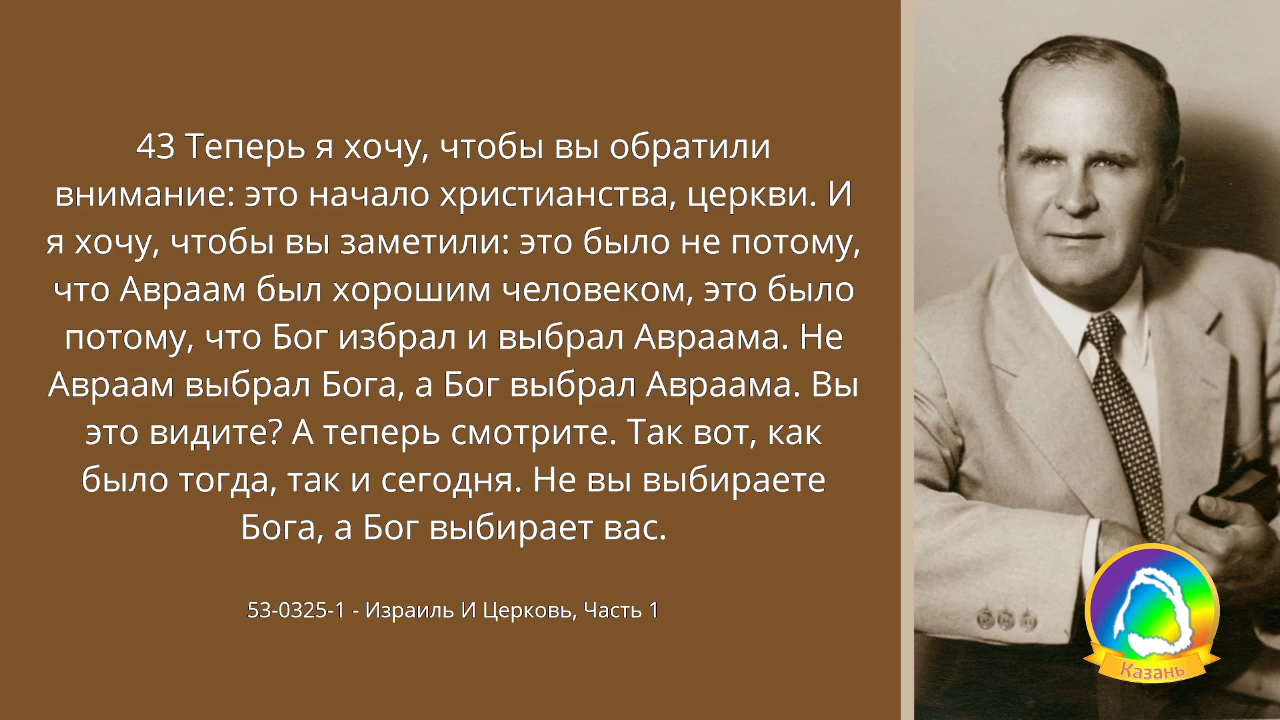 43 Теперь я хочу, чтобы вы обратили
внимание: это начало христианства, церкви. И
я хочу, чтобы вы заметили: это было не потому,
что Авраам был хорошим человеком, это было
потому, что Бог избрал и выбрал Авраама. Не
Авраам выбрал Бога, а Бог выбрал Авраама. Вы
это видите? А теперь смотрите. Так вот, как
было тогда, так и сегодня. Не вы выбираете
Бога, а Бог выбирает вас.
53-0325-1 - Израиль И Церковь, Часть 1
Казань